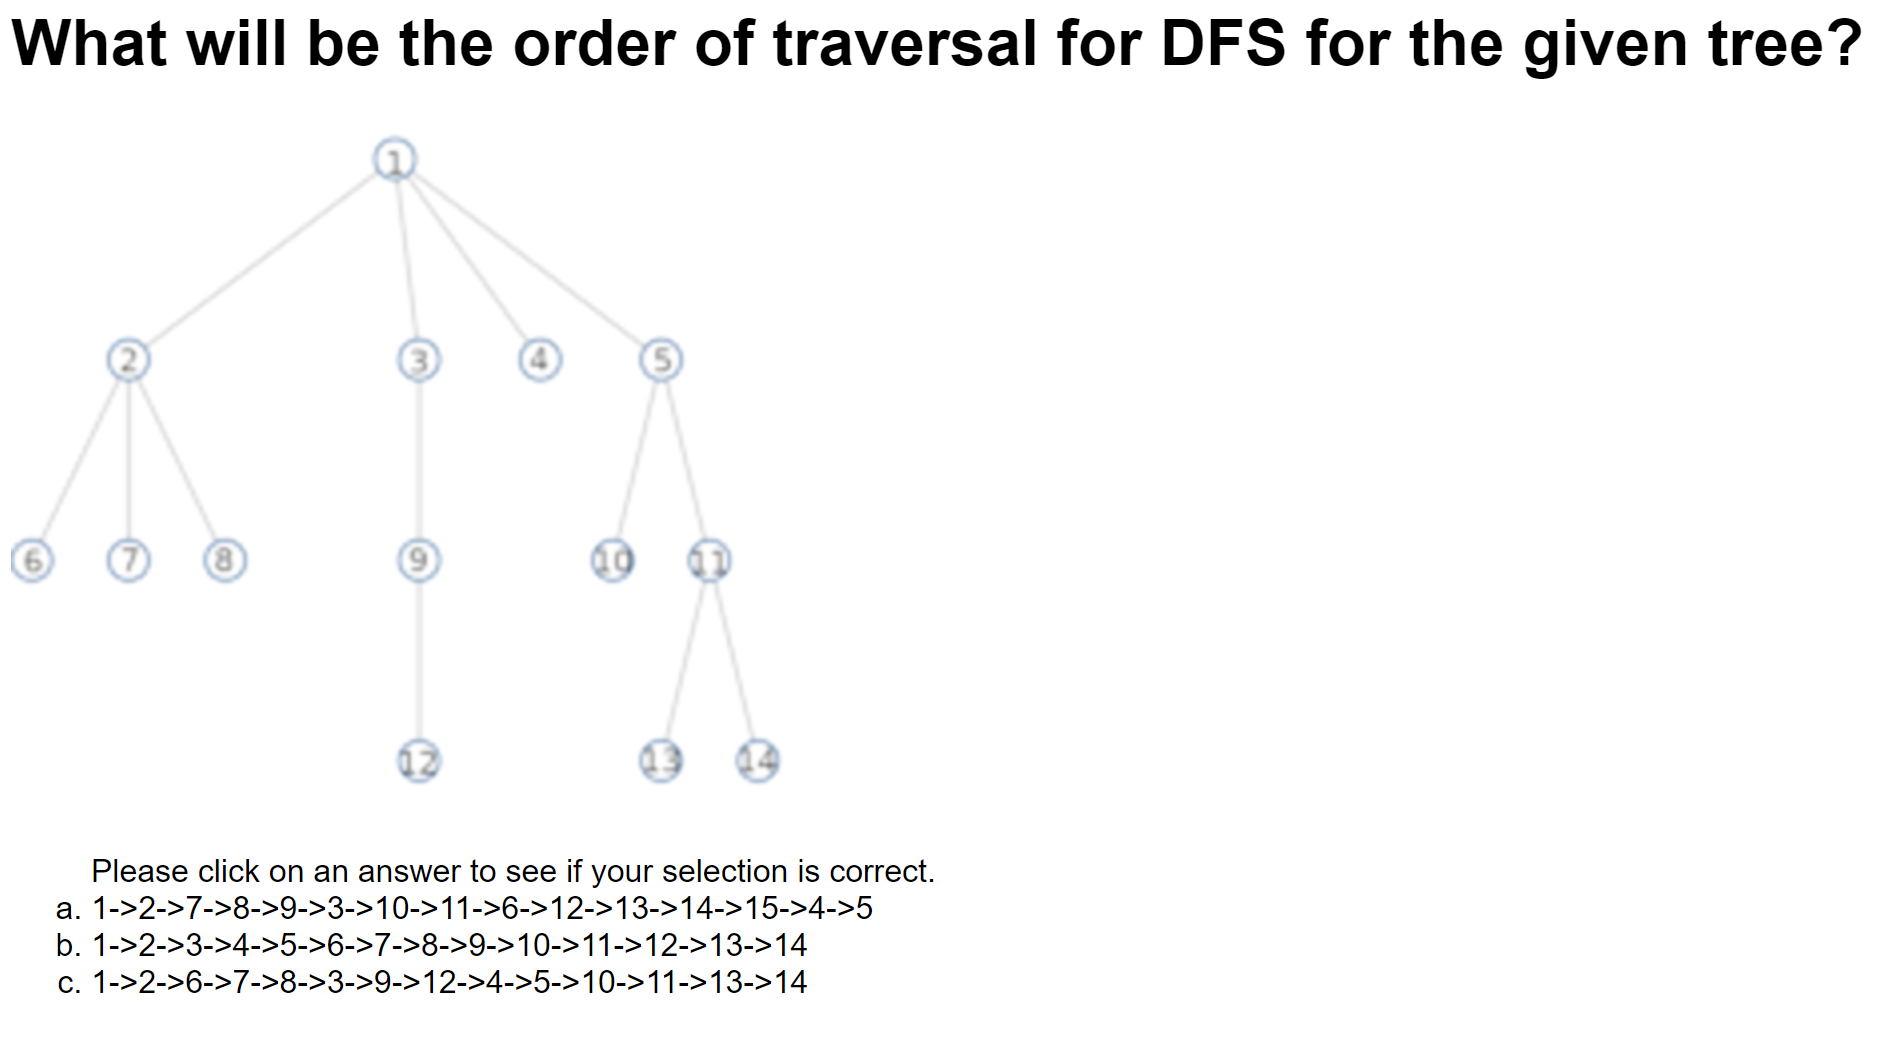 What will be the order of traversal for DFS for the given tree?
1
2 3 4 5
6 7 8 9 10 11
12 13 14
Please click on an answer to see if your selection is correct.
a. 1->2->7->8->9->3->10->11->6->12->13->14->15->4->5
b. 1->2->3->4->5->6->7->8->9->10->11->12->13->14
c. 1->2->6->7->8->3->9->12->4->5->10->11->13->14